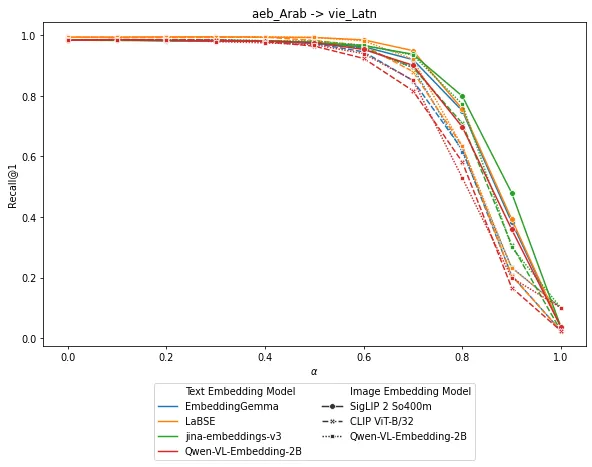 aeb_Arab -> vie_Latn
Recall@1
1.0
0.8
0.6
0.4
0.2
0.0
0.0 0.2 0.4 0.6 0.8 1.0
α
Text Embedding Model
EmbeddingGemma
LaBSE
jina-embeddings-v3
Qwen-VL-Embedding-2B
Image Embedding Model
SigLIP 2 So400m
CLIP ViT-B/32
Qwen-VL-Embedding-2B